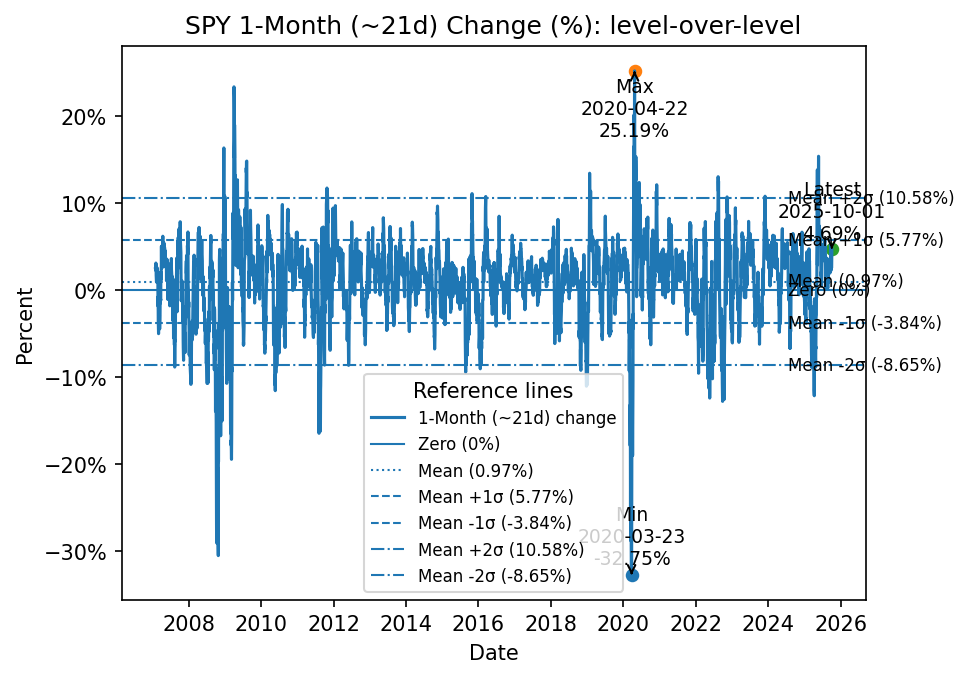 SPY 1-Month (~21d) Change (%): level-over-level
Percent
20%
10%
0%
−10%
−20%
−30%
Max
2020-04-22
25.19%
Latest
2025-10-01
4.69%
Mean +2σ (10.58%)
Mean +1σ (5.77%)
Mean (0.97%)
Zero (0%)
Mean -1σ (-3.84%)
Mean -2σ (-8.65%)
Reference lines
1-Month (~21d) change
Zero (0%)
Mean (0.97%)
Mean +1σ (5.77%)
Mean -1σ (-3.84%)
Mean +2σ (10.58%)
Mean -2σ (-8.65%)
Min
2020-03-23
-32.75%
2008
2010
2012
2014
2016
2018
2020
2022
2024
2026
Date